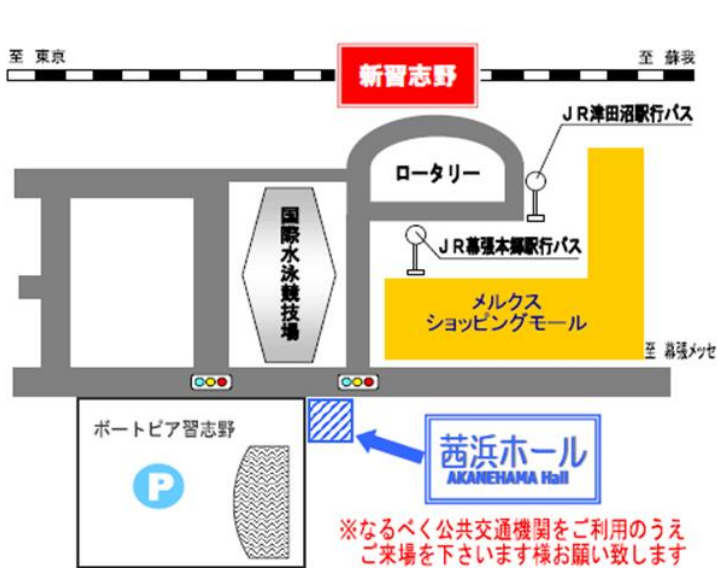 至 東京
至 蘇我
新習志野
JR津田沼駅行バス
ロータリー
国際水泳競技場
JR幕張本郷駅行バス
メルクス
ショッピングモール
至 幕張メッセ
ボートピア習志野
P
茜浜ホール
AKANEHAMA Hall
※なるべく公共交通機関をご利用のうえ
ご来場を下さいます様お願い致します